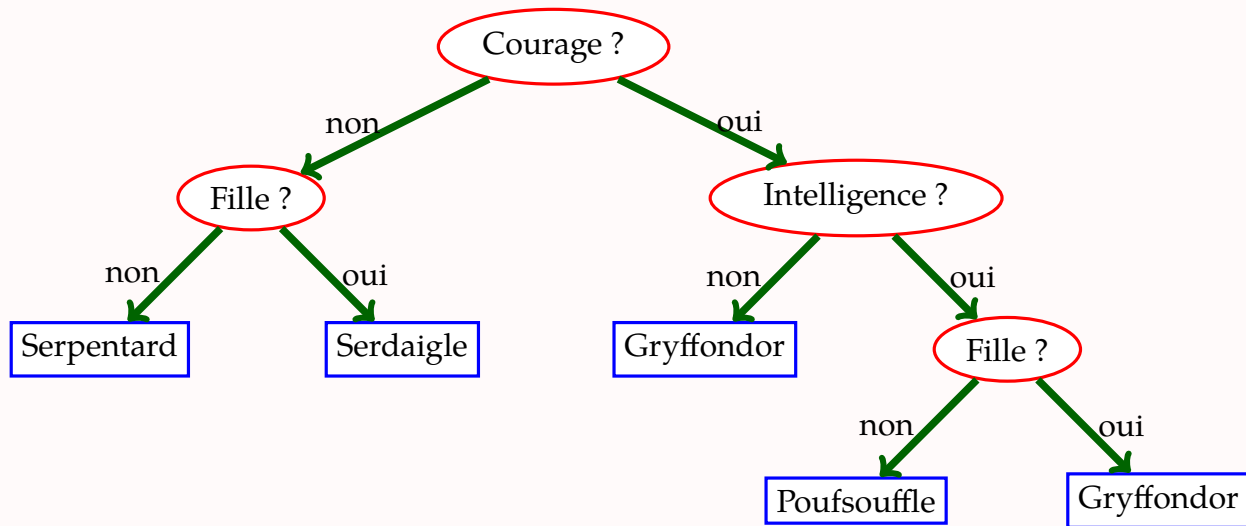 Courage ?
non
oui
Fille ?
Intelligence ?
non
oui
non
oui
Serpentard
Serdaigle
Gryffondor
Fille ?
non
oui
Poufsouffle
Gryffondor